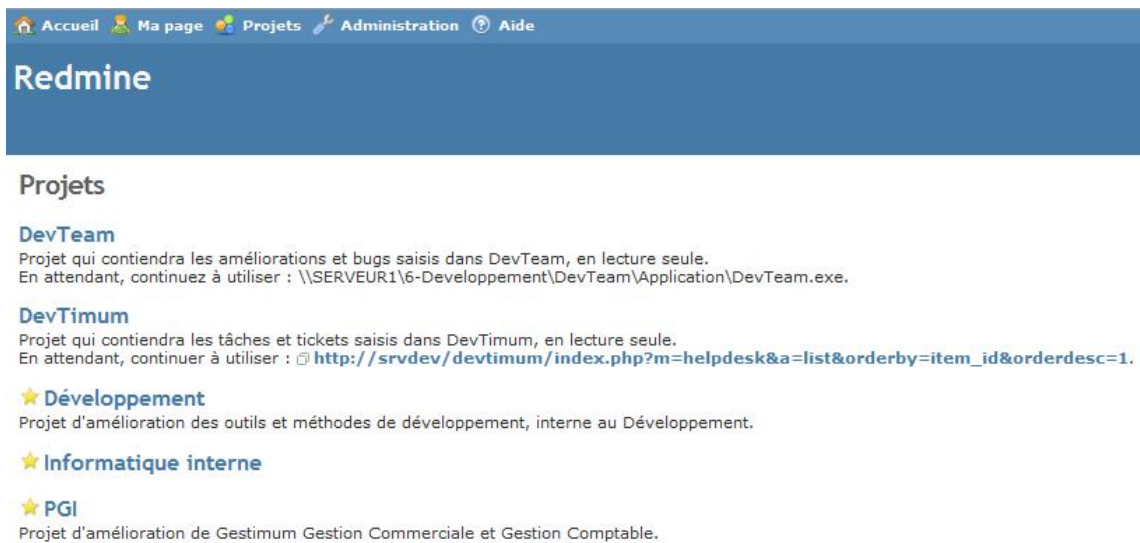 Accueil Ma page Projets Administration Aide
Redmine
Projets
DevTeam
Projet qui contiendra les améliorations et bugs saisis dans DevTeam, en lecture seule.
En attendant, continuez à utiliser : \\SERVEUR1\6-Developpement\DevTeam\Application\DevTeam.exe.
DevTimum
Projet qui contiendra les tâches et tickets saisis dans DevTimum, en lecture seule.
En attendant, continuer à utiliser : http://srvdev/devtimum/index.php?m=helpdesk&a=list&orderby=item_id&orderdesc=1.
Développement
Projet d'amélioration des outils et méthodes de développement, interne au Développement.
Informatique interne
PGI
Projet d'amélioration de Gestimum Gestion Commerciale et Gestion Comptable.